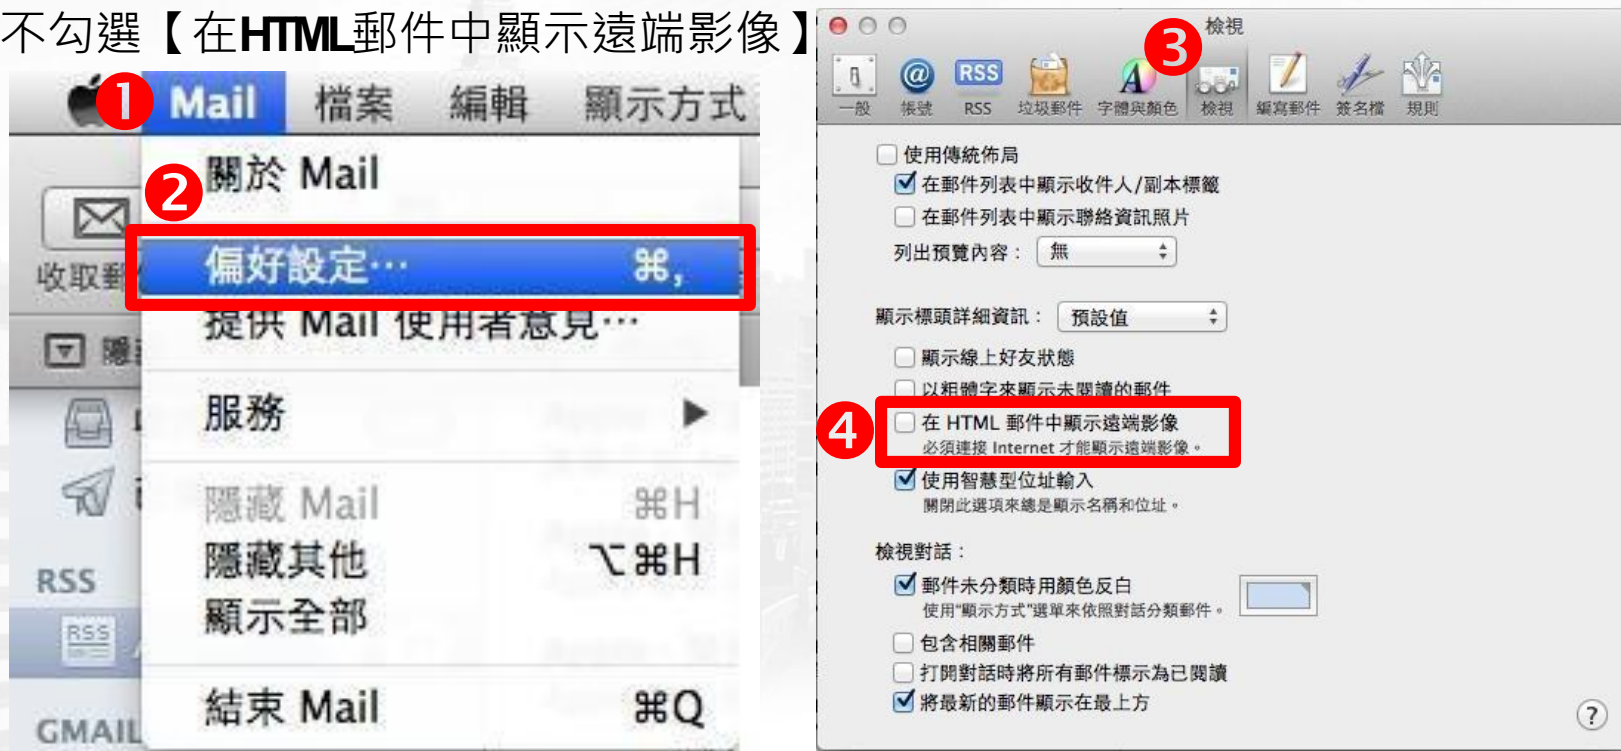 不勾選【在HTML郵件中顯示遠端影像】
1
Mail 檔案 編輯 顯示方式
2
關於 Mail
偏好設定… ⌘,
提供 Mail 使用者意見…
服務 ▶
隱藏 Mail ⌘H
隱藏其他 ⌥⌘H
顯示全部
結束 Mail ⌘Q
收取郵
隱
RSS
RSS
GMAIL
檢視
3
RSS
一般 帳號 RSS 垃圾郵件 字體與顏色 檢視 編寫郵件 簽名檔 規則
使用傳統佈局
在郵件列表中顯示收件人/副本標籤
在郵件列表中顯示聯絡資訊照片
列出預覽內容： 無
顯示標頭詳細資訊： 預設值
顯示線上好友狀態
以粗體字來顯示未閱讀的郵件
4
在 HTML 郵件中顯示遠端影像
必須連接 Internet 才能顯示遠端影像。
使用智慧型位址輸入
關閉此選項來總是顯示名稱和位址。
檢視對話：
郵件未分類時用顏色反白
使用“顯示方式”選單來依照對話分類郵件。
包含相關郵件
打開對話時將所有郵件標示為已閱讀
將最新的郵件顯示在最上方
?